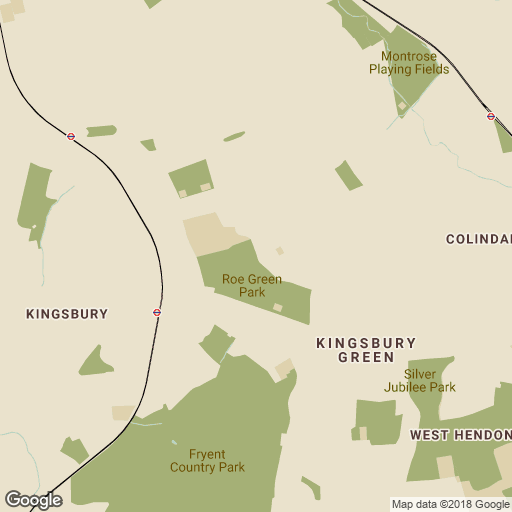 Montrose
Playing Fields
COLINDA
Roe Green
Park
KINGSBURY
KINGSBURY
GREEN
Silver
Jubilee Park
WEST HENDON
Fryent
Country Park
Google
Map data ©2018 Google